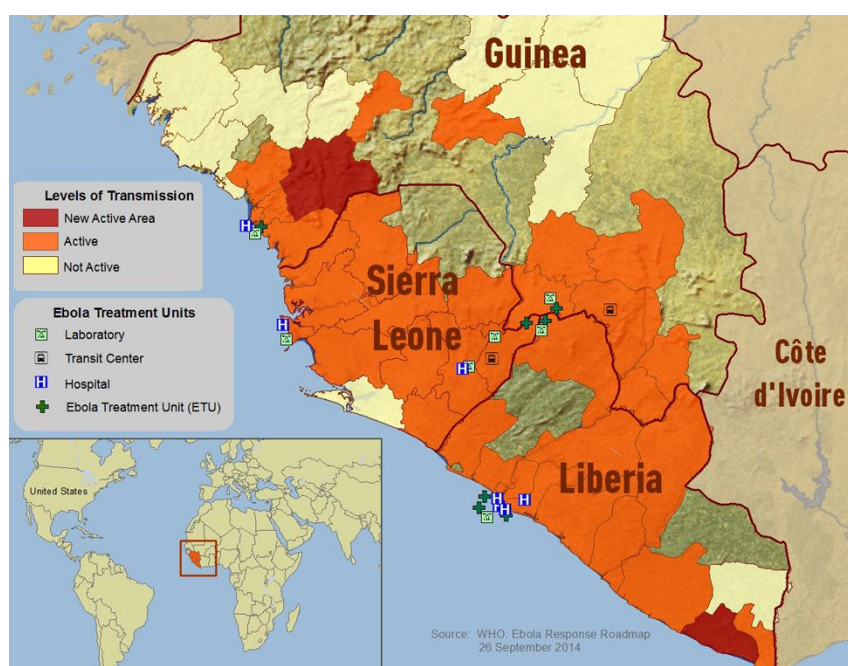 Guinea
Levels of Transmission
New Active Area
Active
Not Active
Sierra
Leone
Ebola Treatment Units
Laboratory
Transit Center
Hospital
Ebola Treatment Unit (ETU)
Côte
d'Ivoire
Liberia
United States
Source: WHO: Ebola Response Roadmap
26 September 2014
H
H
H
H
H
H
H